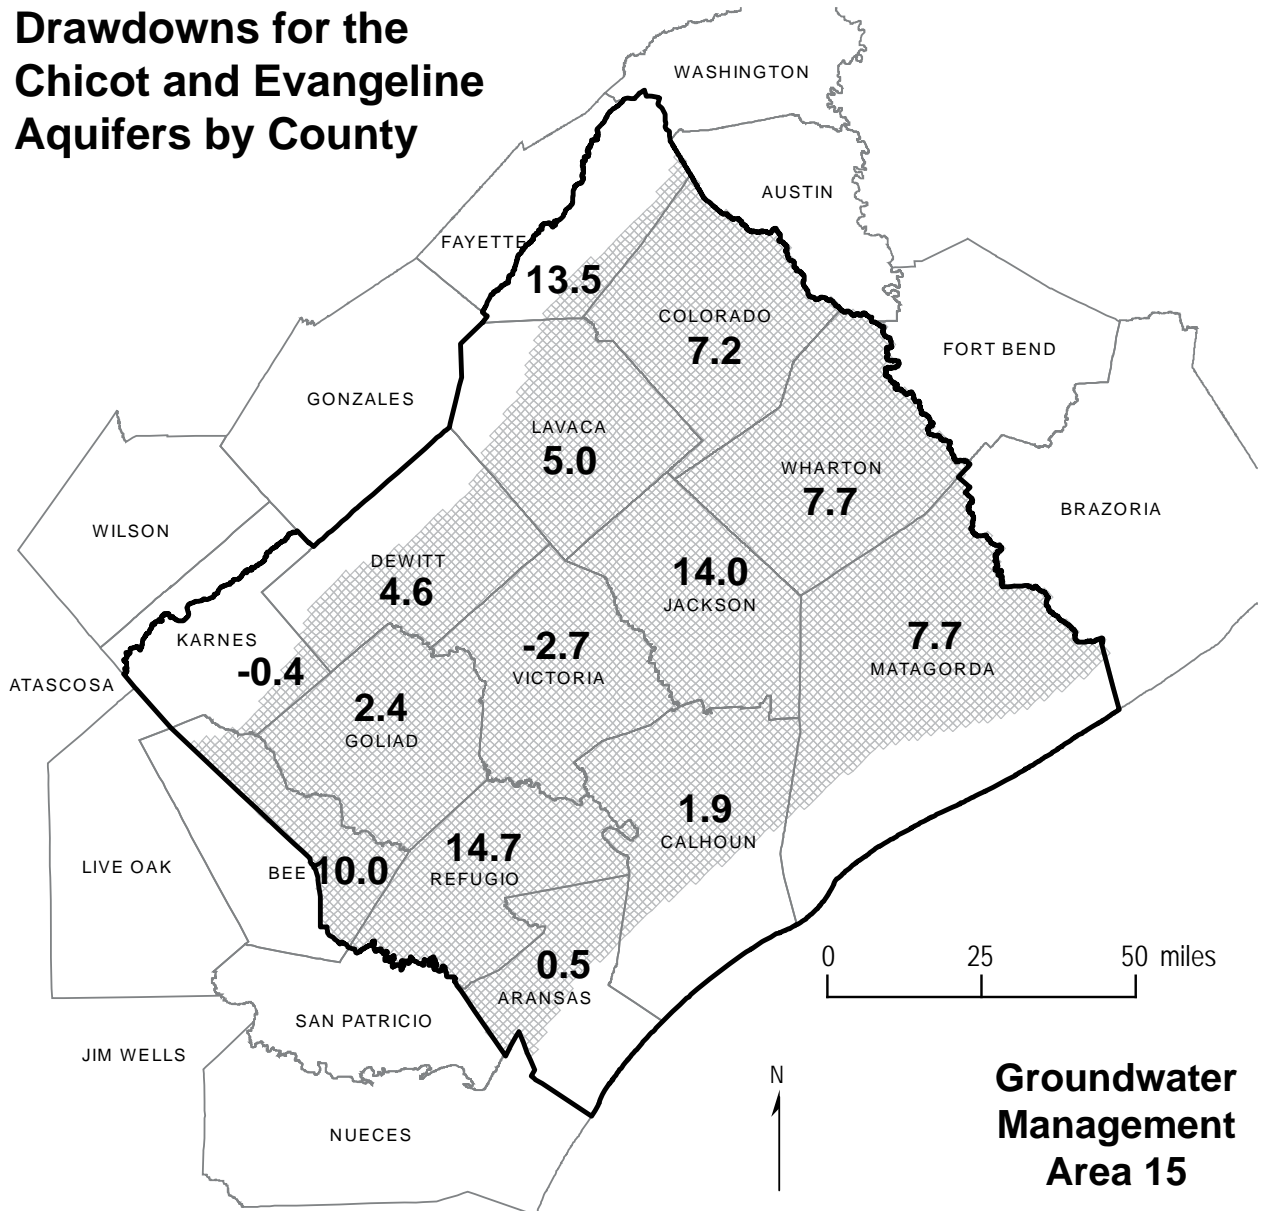 Drawdowns for the
Chicot and Evangeline
Aquifers by County
WASHINGTON
AUSTIN
FAYETTE
13.5
COLORADO
7.2
FORT BEND
GONZALES
LAVACA
5.0
WHARTON
7.7
BRAZORIA
WILSON
DEWITT
4.6
14.0
JACKSON
KARNES
-0.4
-2.7
VICTORIA
7.7
MATAGORDA
ATASCOSA
2.4
GOLIAD
1.9
CALHOUN
LIVE OAK
BEE 10.0
14.7
REFUGIO
0.5
ARANSAS
0 25 50 miles
SAN PATRICIO
JIM WELLS
NUECES
N
Groundwater
Management
Area 15